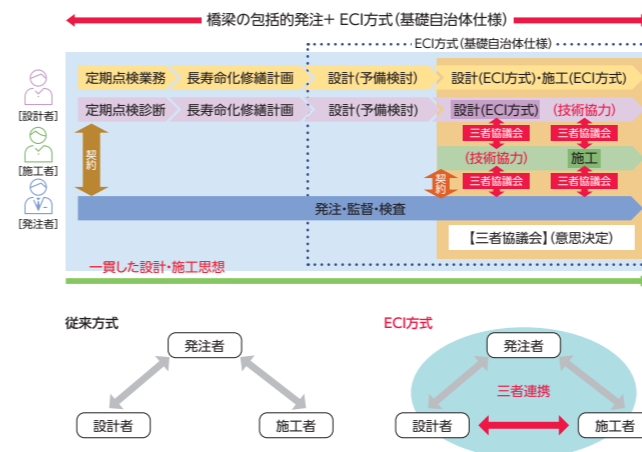 橋梁の包括的発注+ ECI方式(基礎自治体仕様)
ECI方式(基礎自治体仕様)
定期点検業務 長寿命化修繕計画 設計(予備検討) 設計(ECI方式)・施工(ECI方式)
[設計者]
定期点検診断 長寿命化修繕計画 設計(予備検討) 設計(ECI方式) (技術協力)
三者協議会 三者協議会
[施工者]
契約
(技術協力) 施工
契約
三者協議会 三者協議会
[発注者]
発注・監督・検査
【三者協議会】(意思決定)
一貫した設計・施工思想
従来方式
発注者
設計者 施工者
ECI方式
発注者
三者連携
設計者 施工者